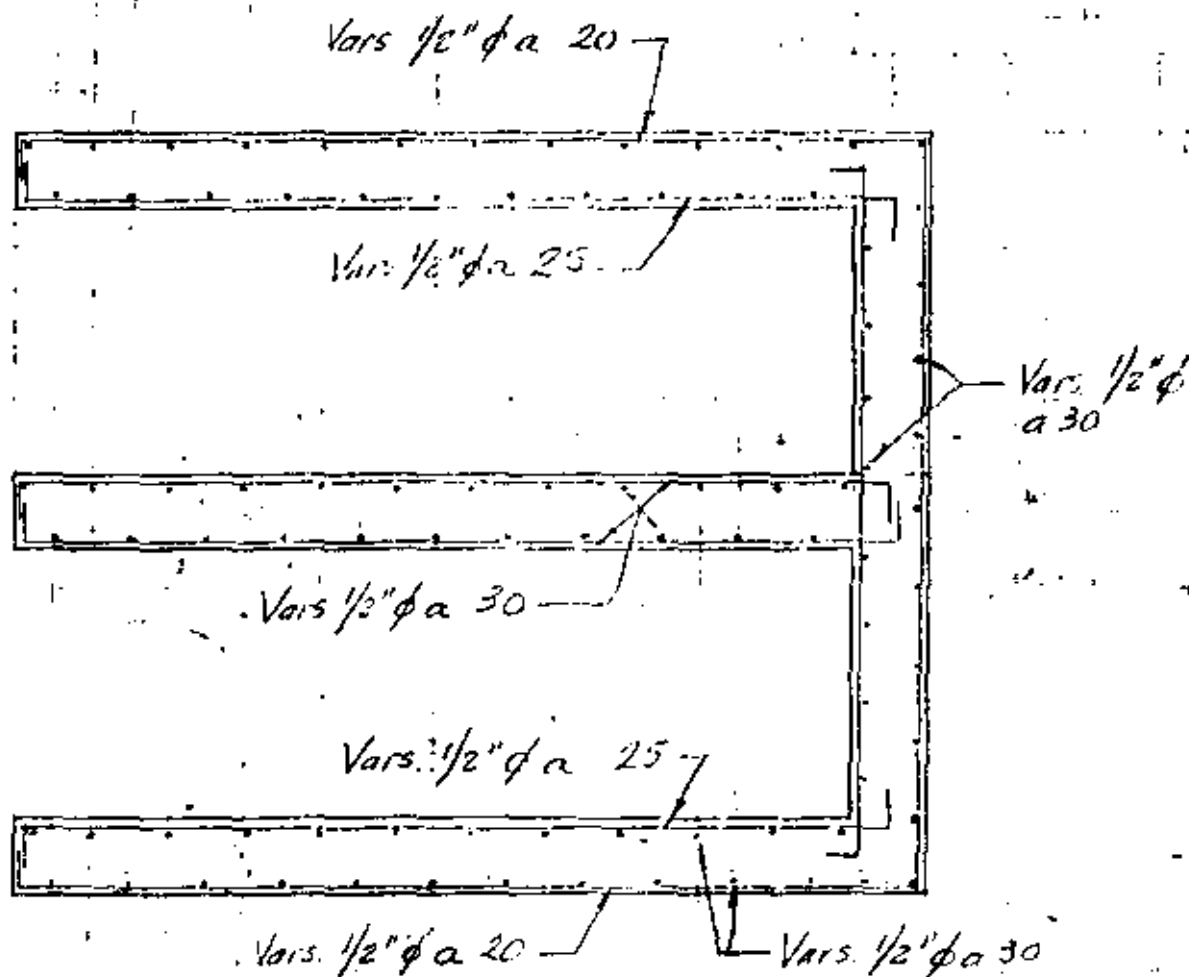 Vars 1/2" ϕ a 20
Vars 1/2" ϕ a 25
Vars. 1/2" ϕ
a 30
Vars 1/2" ϕ a 30
Vars. 1/2" ϕ a 25
Vars. 1/2" ϕ a 20
Vars. 1/2" ϕ a 30